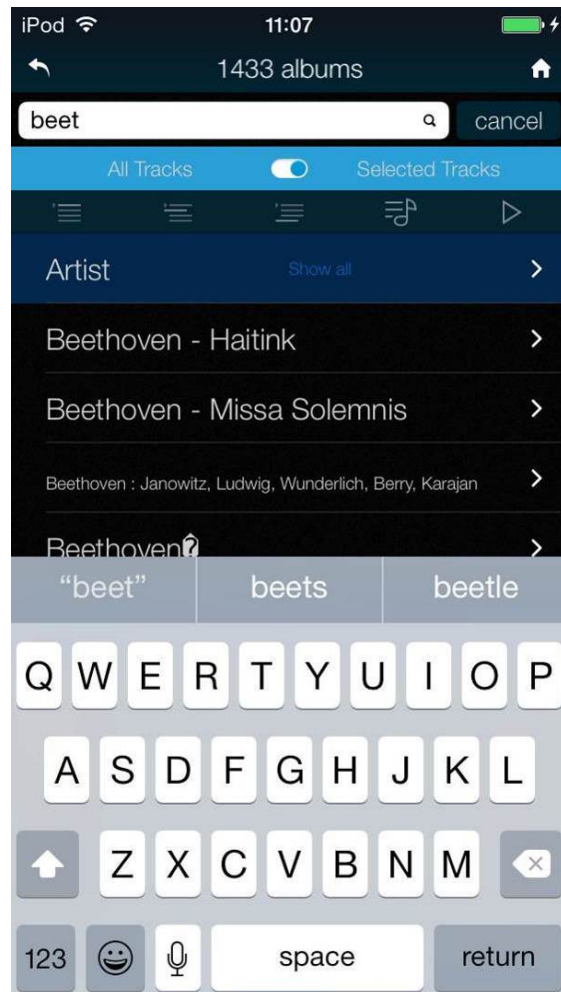 iPod 11:07
1433 albums
beet cancel
All Tracks Selected Tracks
Artist Show all
Beethoven - Haitink
Beethoven - Missa Solemnis
Beethoven : Janowitz, Ludwig, Wunderlich, Berry, Karajan
Beethoven�
“beet” beets beetle
Q W E R T Y U I O P
A S D F G H J K L
Z X C V B N M
123 space return